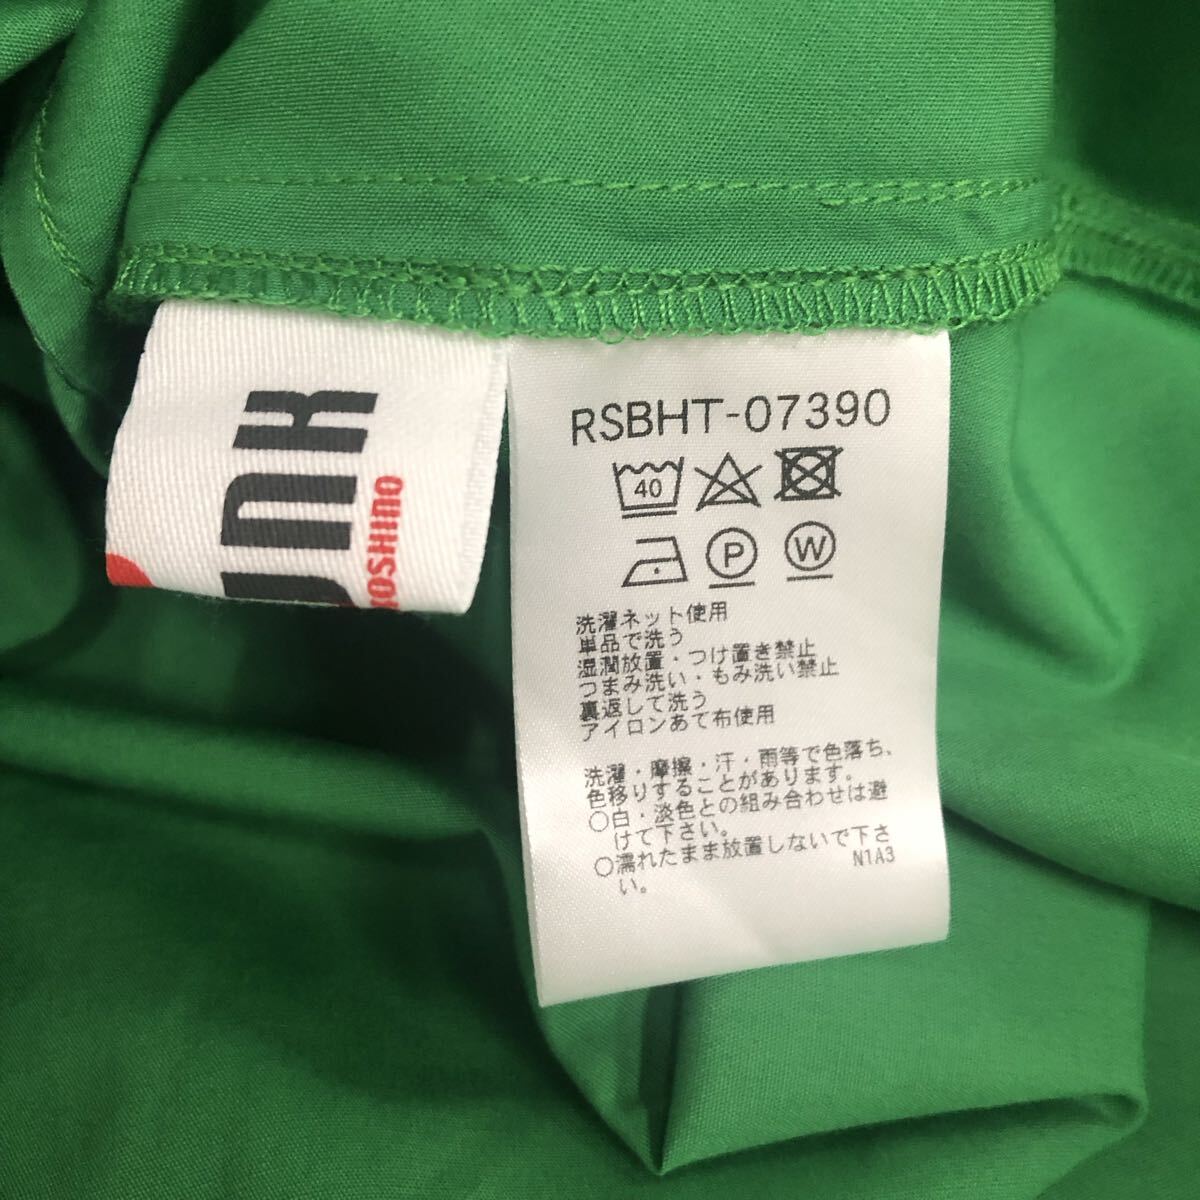 unk
OSHINO
RSBHT-07390
40
P
W
洗濯ネット使用
単品で洗う
湿潤放置・つけ置き禁止
つまみ洗い・もみ洗い禁止
裏返して洗う
アイロンあて布使用
洗濯・摩擦・汗・雨等で色落ち、
色移りすることがあります。
○白・淡色との組み合わせは避
けて下さい。
○濡れたまま放置しないで下さ
い。
N1A3